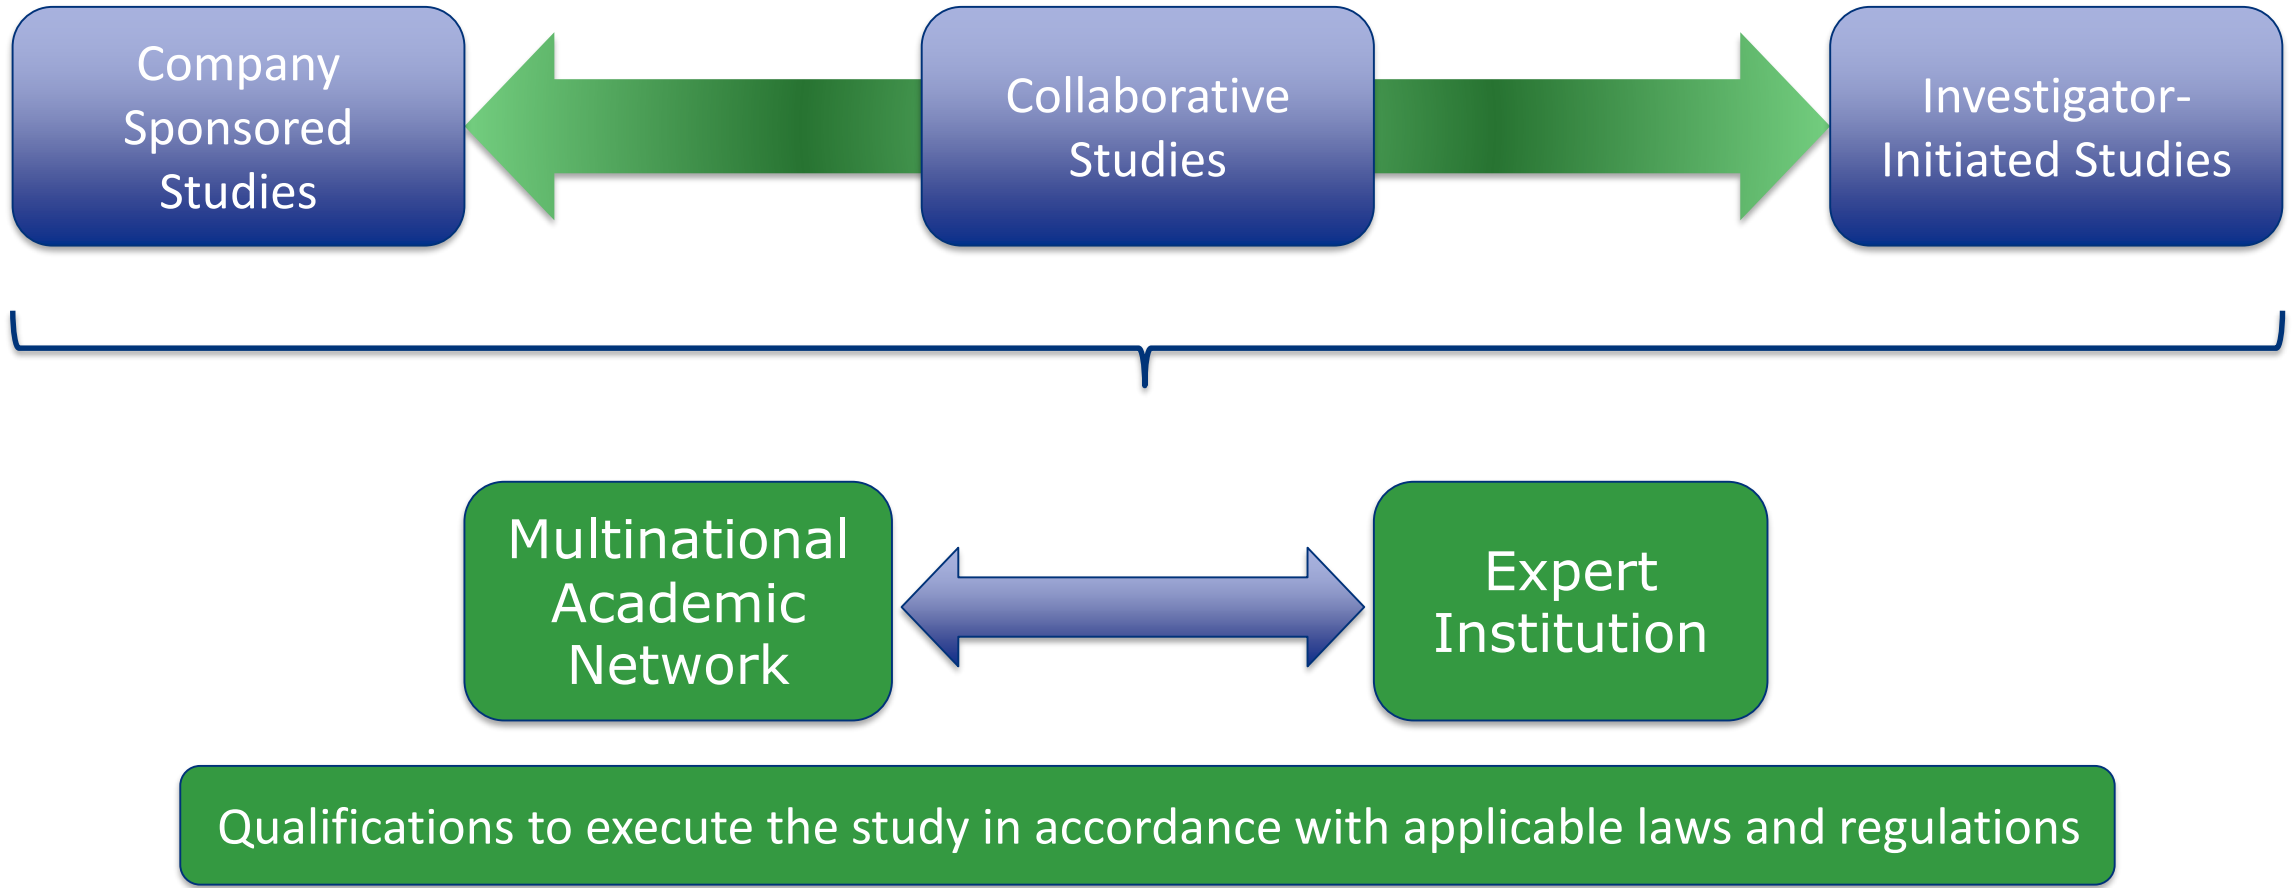 Company
Sponsored
Studies
Collaborative
Studies
Investigator-
Initiated Studies
Multinational
Academic
Network
Expert
Institution
Qualifications to execute the study in accordance with applicable laws and regulations